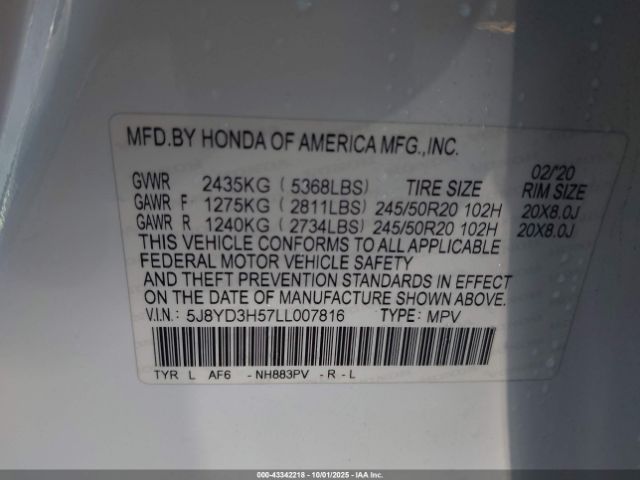 MFD.BY HONDA OF AMERICA MFG.,INC.
02/'20
GVWR 2435KG ( 5368LBS) TIRE SIZE RIM SIZE
GAWR F 1275KG ( 2811LBS) 245/50R20 102H 20X8.0J
GAWR R 1240KG ( 2734LBS) 245/50R20 102H 20X8.0J
THIS VEHICLE CONFORMS TO ALL APPLICABLE
FEDERAL MOTOR VEHICLE SAFETY
AND THEFT PREVENTION STANDARDS IN EFFECT
ON THE DATE OF MANUFACTURE SHOWN ABOVE.
V.I.N: 5J8YD3H57LL007816 TYPE: MPV
TYR L AF6 -NH883PV -R-L
000-43342218 - 10/01/2025 - IAA, Inc.